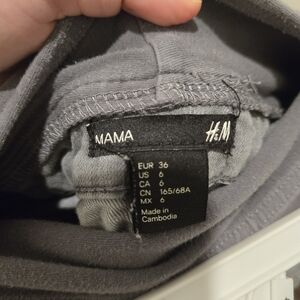 MAMA H&M
EUR 36
US 6
CA 6
CN 165/68A
MX 6
Made in
Cambodia